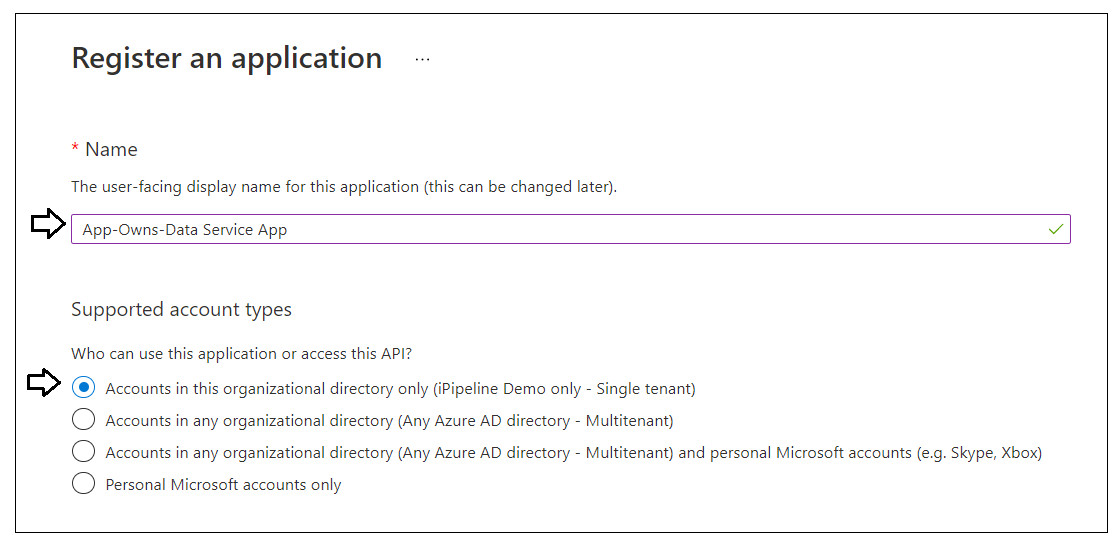 Register an application ...
* Name
The user-facing display name for this application (this can be changed later).
App-Owns-Data Service App
Supported account types
Who can use this application or access this API?
Accounts in this organizational directory only (iPipeline Demo only - Single tenant)
Accounts in any organizational directory (Any Azure AD directory - Multitenant)
Accounts in any organizational directory (Any Azure AD directory - Multitenant) and personal Microsoft accounts (e.g. Skype, Xbox)
Personal Microsoft accounts only